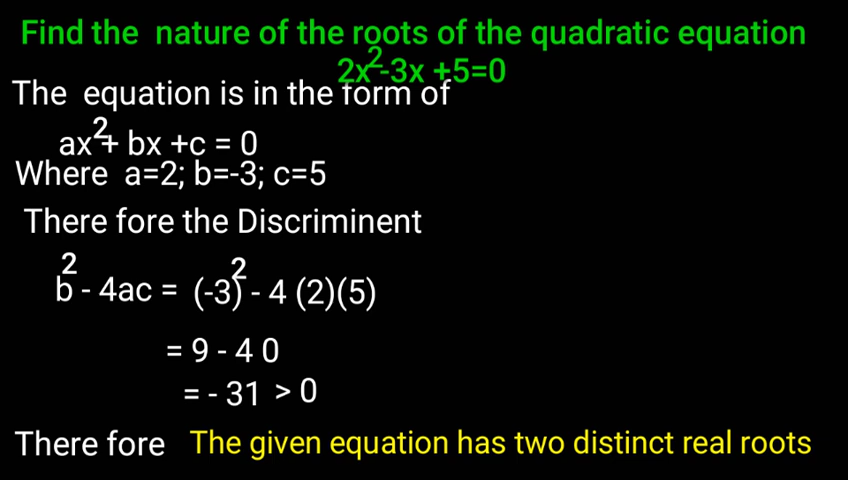 Find the nature of the roots of the quadratic equation
2x²-3x +5=0
The equation is in the form of
ax²+ bx +c = 0
Where a=2; b=-3; c=5
There fore the Discriminent
b² - 4ac = (-3)² - 4 (2)(5)
= 9 - 4 0
= - 31 > 0
There fore The given equation has two distinct real roots